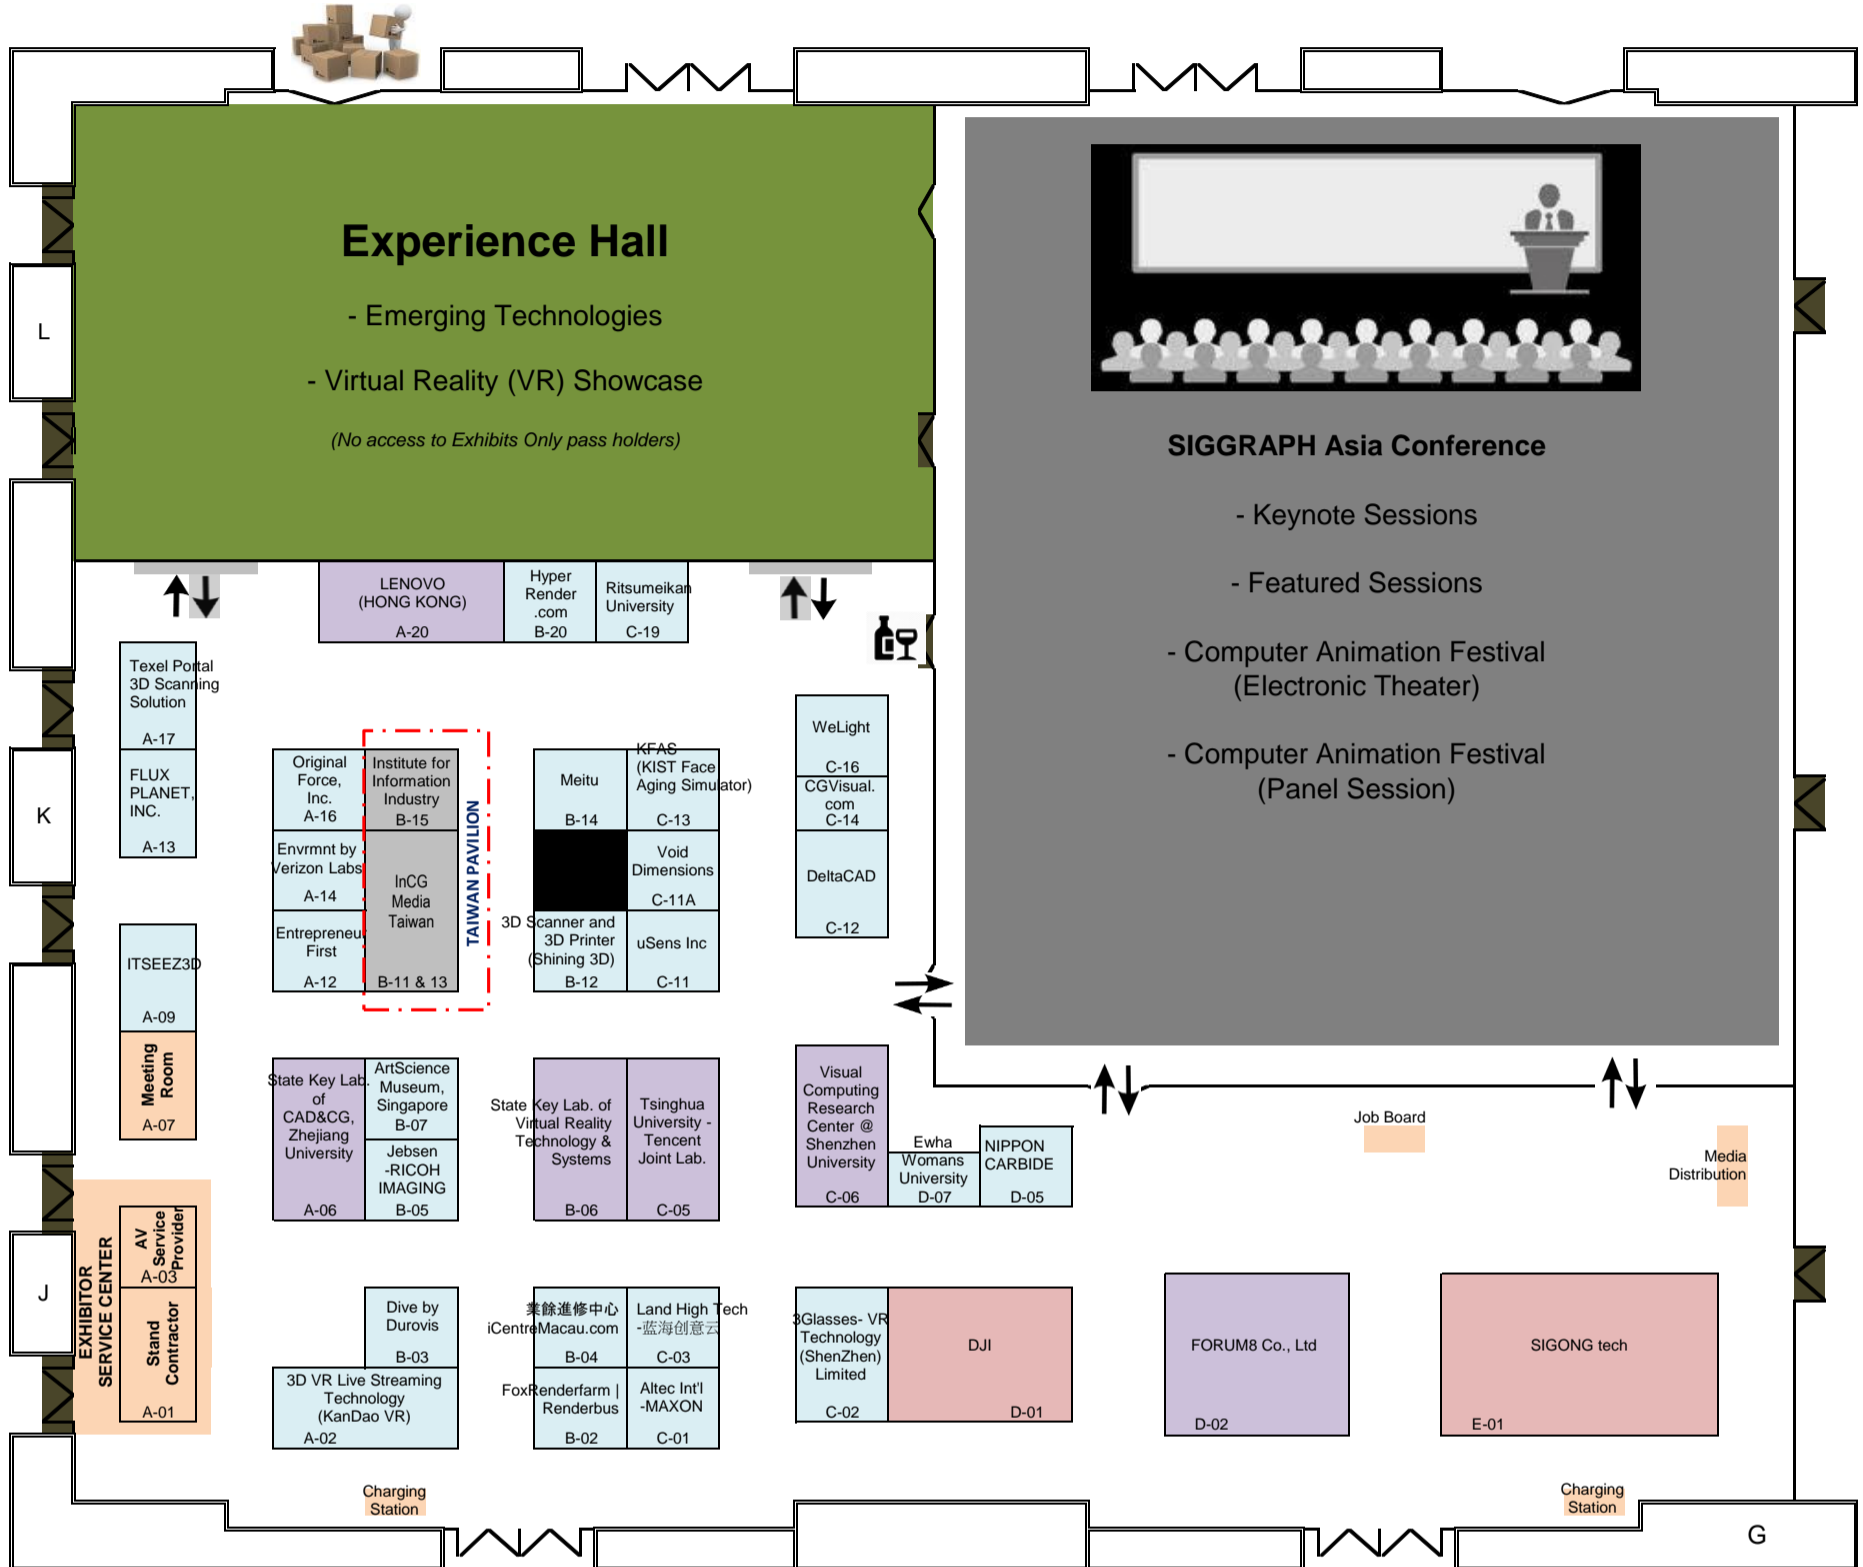 Experience Hall
- Emerging Technologies
- Virtual Reality (VR) Showcase
(No access to Exhibits Only pass holders)
SIGGRAPH Asia Conference
- Keynote Sessions
- Featured Sessions
- Computer Animation Festival
(Electronic Theater)
- Computer Animation Festival
(Panel Session)
L
K
J
G
LENOVO
(HONG KONG)
A-20
Hyper
Render
.com
B-20
Ritsumeikan
University
C-19
Texel Portal
3D Scanning
Solution
A-17
FLUX
PLANET,
INC.
A-13
Original
Force,
Inc.
A-16
Institute for
Information
Industry
B-15
Envrmnt by
Verizon Labs
A-14
InCG
Media
Taiwan
B-11 & 13
Entrepreneur
First
A-12
TAIWAN PAVILION
Meitu
B-14
KFAS
(KIST Face
Aging Simulator)
C-13
Void
Dimensions
C-11A
3D Scanner and
3D Printer
(Shining 3D)
B-12
uSens Inc
C-11
WeLight
C-16
CGVisual.
com
C-14
DeltaCAD
C-12
ITSEEZ3D
A-09
Meeting
Room
A-07
State Key Lab.
of
CAD&CG,
Zhejiang
University
A-06
ArtScience
Museum,
Singapore
B-07
Jebsen
-RICOH
IMAGING
B-05
State Key Lab. of
Virtual Reality
Technology &
Systems
B-06
Tsinghua
University -
Tencent
Joint Lab.
C-05
Visual
Computing
Research
Center @
Shenzhen
University
C-06
Ewha
Womans
University
D-07
NIPPON
CARBIDE
D-05
Job Board
Media
Distribution
EXHIBITOR
SERVICE CENTER
AV
Service
Provider
A-03
Stand
Contractor
A-01
Dive by
Durovis
B-03
3D VR Live Streaming
Technology
(KanDao VR)
A-02
業餘進修中心
iCentreMacau.com
B-04
Land High Tech
-蓝海创意云
C-03
FoxRenderfarm |
Renderbus
B-02
Altec Int'l
-MAXON
C-01
3Glasses- VR
Technology
(ShenZhen)
Limited
C-02
DJI
D-01
FORUM8 Co., Ltd
D-02
SIGONG tech
E-01
Charging
Station
Charging
Station